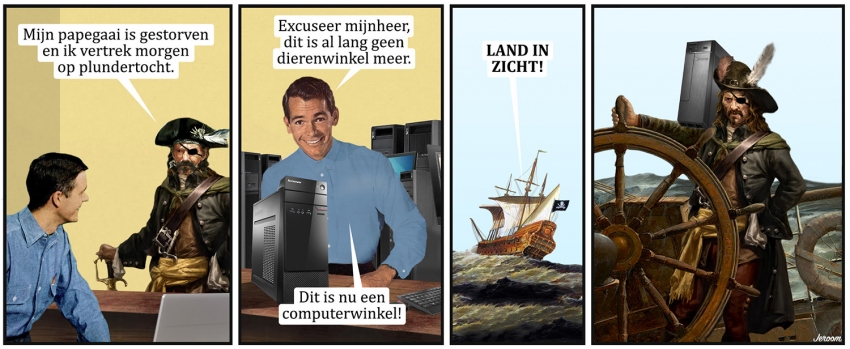 Mijn papegaai is gestorven
en ik vertrek morgen
op plundertocht.
Excuseer mijnheer,
dit is al lang geen
dierenwinkel meer.
Dit is nu een
computerwinkel!
LAND IN
ZICHT!
Jeroom